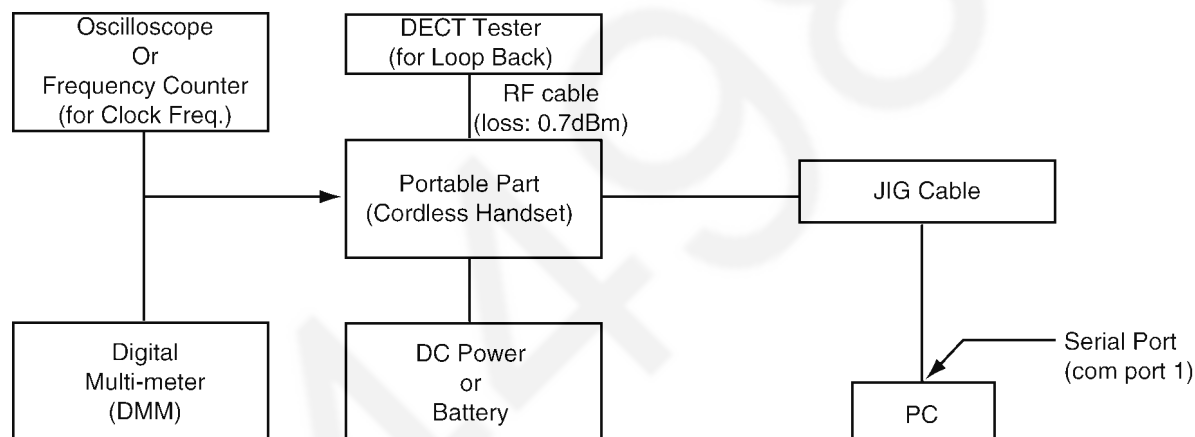 Oscilloscope
Or
Frequency Counter
(for Clock Freq.)
DECT Tester
(for Loop Back)
RF cable
(loss: 0.7dBm)
Portable Part
(Cordless Handset)
JIG Cable
Digital
Multi-meter
(DMM)
DC Power
or
Battery
Serial Port
(com port 1)
PC